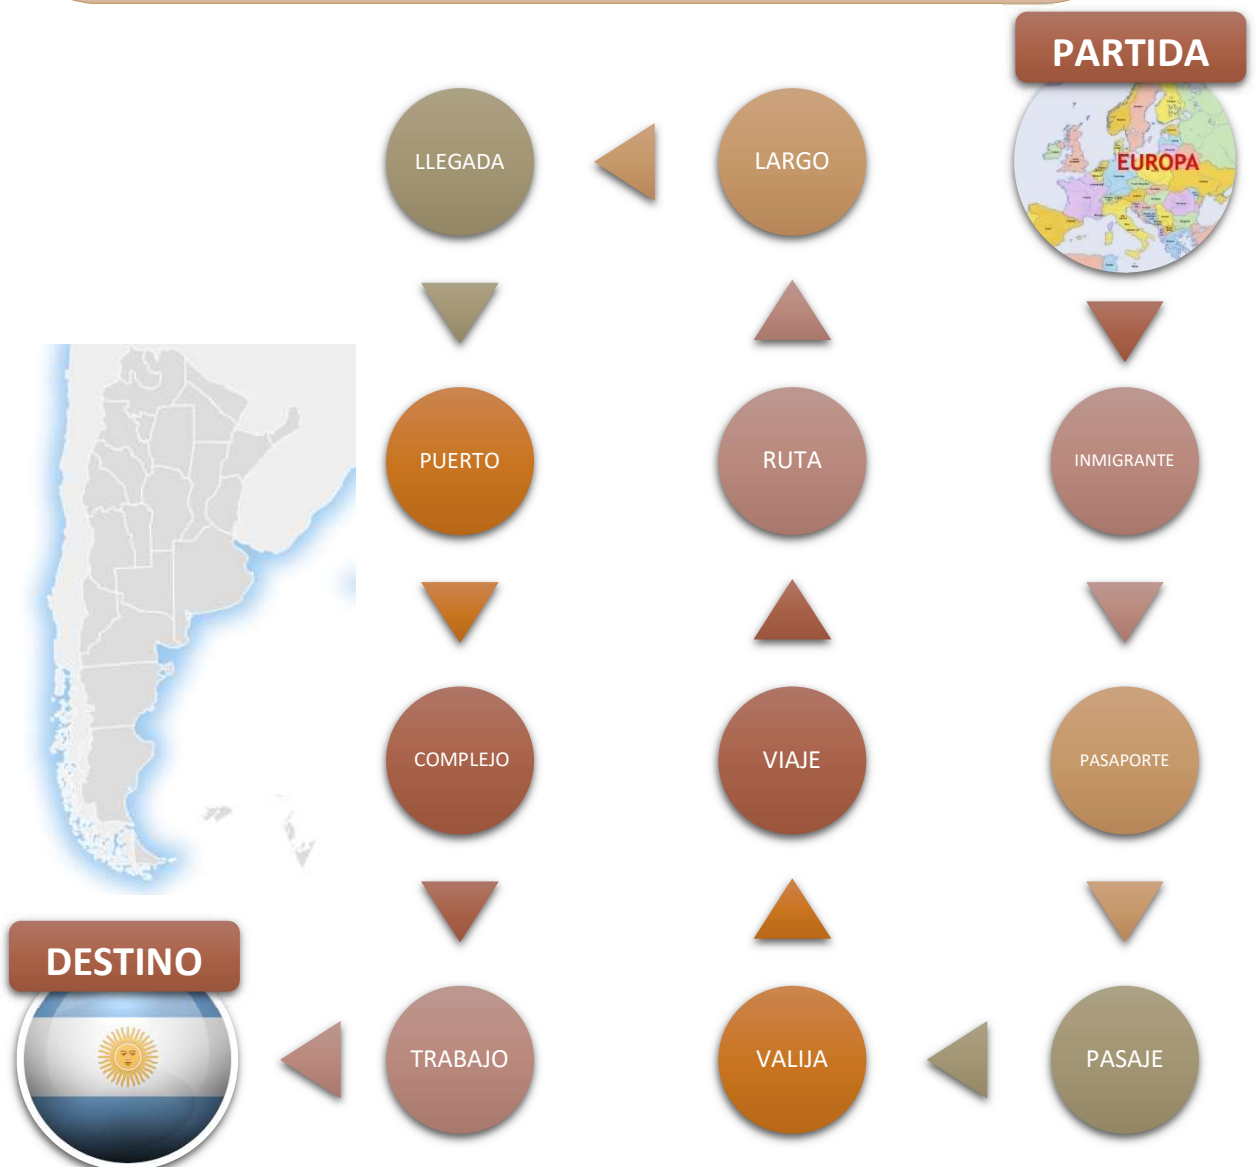 PARTIDA
EUROPA
INMIGRANTE
PASAPORTE
PASAJE
VALIJA
VIAJE
RUTA
LARGO
LLEGADA
PUERTO
COMPLEJO
TRABAJO
DESTINO